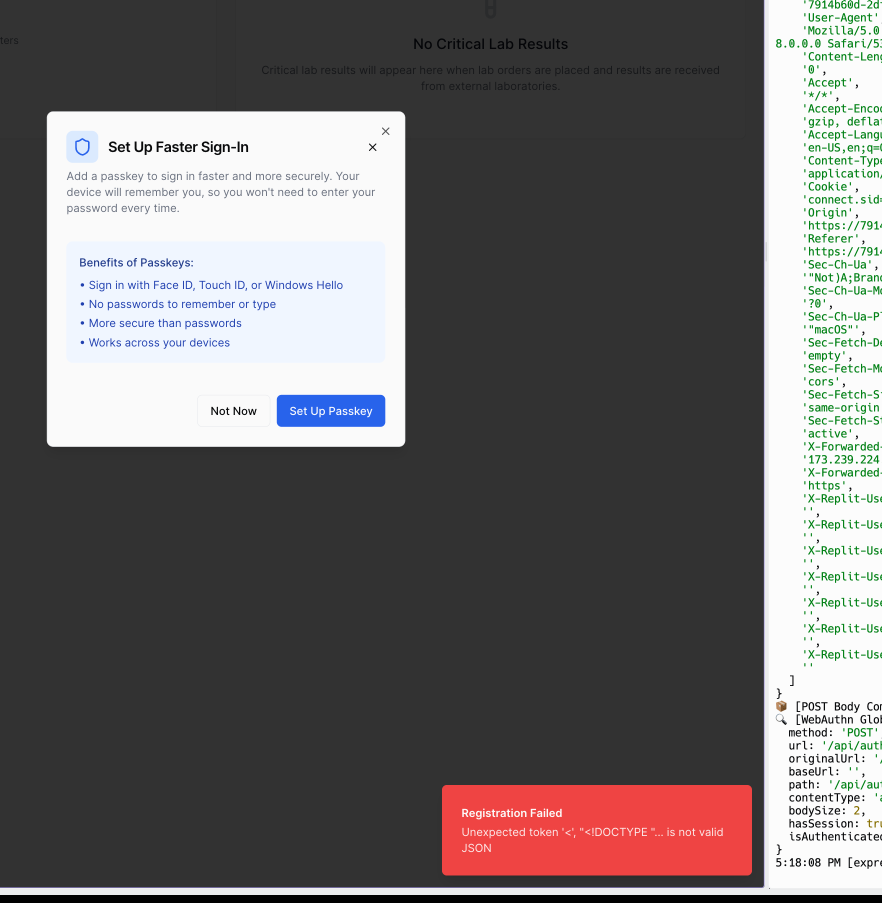 ters
No Critical Lab Results
Critical lab results will appear here when lab orders are placed and results are received
from external laboratories.
Set Up Faster Sign-In
Add a passkey to sign in faster and more securely. Your
device will remember you, so you won't need to enter your
password every time.
Benefits of Passkeys:
• Sign in with Face ID, Touch ID, or Windows Hello
• No passwords to remember or type
• More secure than passwords
• Works across your devices
Not Now
Set Up Passkey
Registration Failed
Unexpected token '<', "<!DOCTYPE "... is not valid
JSON
'7914b60d-2d
'User-Agent'
'Mozilla/5.0
8.0.0.0 Safari/53
'Content-Leng
'0',
'Accept',
'*/*',
'Accept-Enco
'gzip, deflat
'Accept-Langu
'en-US,en;q=0
'Content-Type
'application/
'Cookie',
'connect.sid=
'Origin',
'https://7914
'Referer',
'https://7914
'Sec-Ch-Ua',
'"Not)A;Brand
'Sec-Ch-Ua-Mo
'?0',
'Sec-Ch-Ua-Pl
'"macOS"',
'Sec-Fetch-De
'empty',
'Sec-Fetch-Mo
'cors',
'Sec-Fetch-S
'same-origin
'Sec-Fetch-St
'active',
'X-Forwarded-
'173.239.224
'X-Forwarded-
'https',
'X-Replit-Use
'',
'X-Replit-Use
'',
'X-Replit-Use
'',
'X-Replit-Use
'',
'X-Replit-Use
'',
'X-Replit-Use
'',
'X-Replit-Use
''
]
}
[POST Body Com
[WebAuthn Glob
method: 'POST'
url: '/api/auth
originalUrl: '/
baseUrl: '',
path: '/api/aut
contentType: 'a
bodySize: 2,
hasSession: tru
isAuthenticated
}
5:18:08 PM [expre